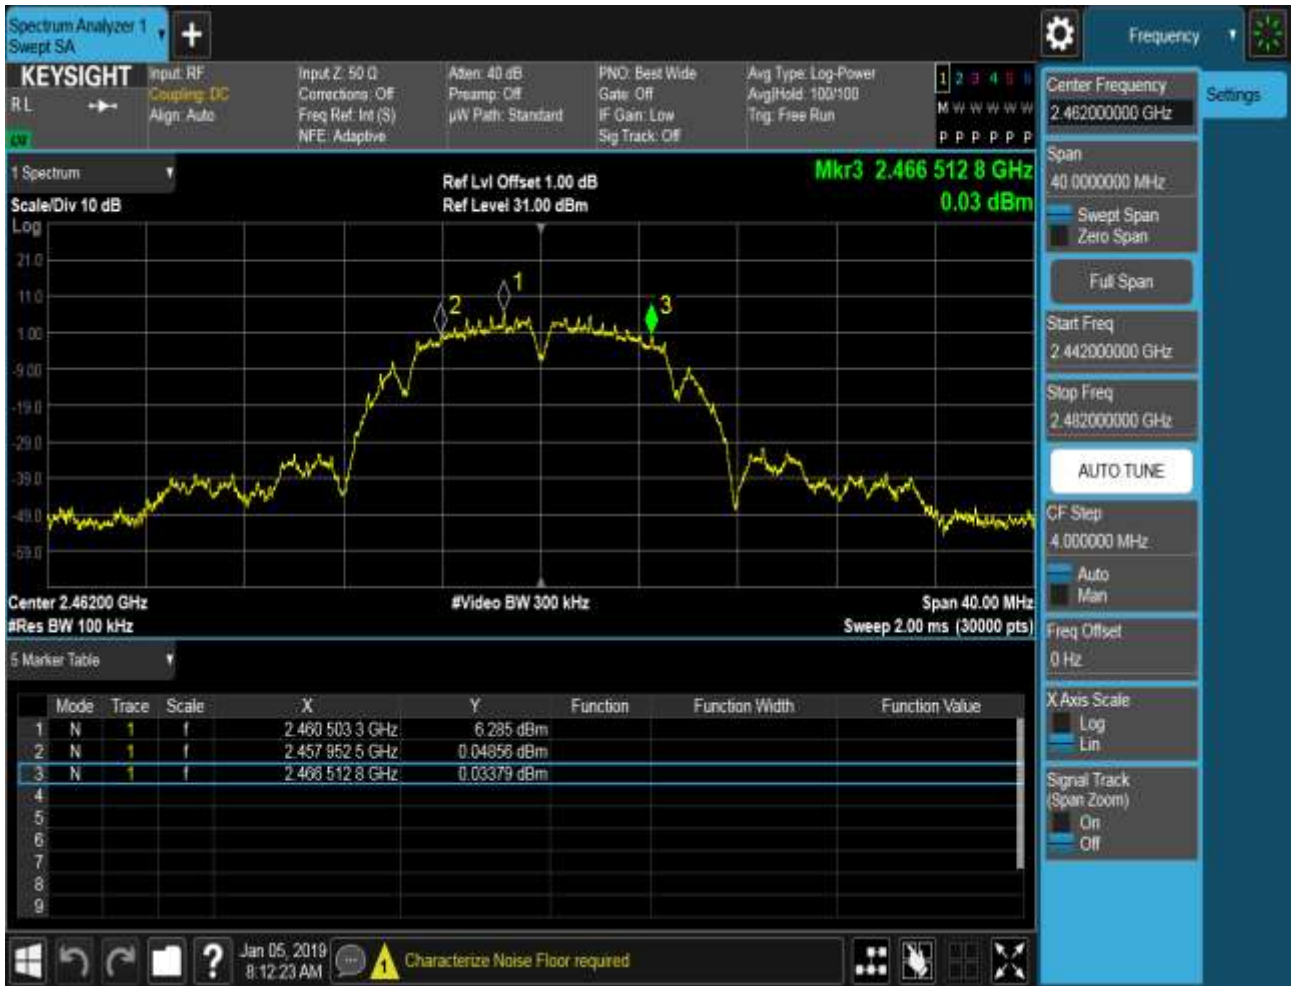 Spectrum Analyzer 1
Swept SA
+
Frequency
KEYSIGHT
R L
Input: RF
Coupling: DC
Align: Auto
Input Z: 50 Ω
Corrections: Off
Freq Ref: Int (S)
NFE: Adaptive
Atten: 40 dB
Preamp: Off
µW Path: Standard
PNO: Best Wide
Gate: Off
IF Gain: Low
Sig Track: Off
Avg Type: Log-Power
Avg|Hold: 100/100
Trig: Free Run
1 2 3 4 5 6
M W W W W W
P P P P P P
1 Spectrum
Scale/Div 10 dB
Ref Lvl Offset 1.00 dB
Ref Level 31.00 dBm
Mkr3 2.466 512 8 GHz
0.03 dBm
Log
21.0
11.0
1.00
-9.00
-19.0
-29.0
-39.0
-49.0
-59.0
1
2
3
Center 2.46200 GHz
#Res BW 100 kHz
#Video BW 300 kHz
Span 40.00 MHz
Sweep 2.00 ms (30000 pts)
5 Marker Table
Mode Trace Scale X Y Function Function Width Function Value
1 N 1 f 2.460 503 3 GHz 6.285 dBm
2 N 1 f 2.457 952 5 GHz 0.04856 dBm
3 N 1 f 2.466 512 8 GHz 0.03379 dBm
4
5
6
7
8
9
Center Frequency
2.462000000 GHz
Settings
Span
40.0000000 MHz
Swept Span
Zero Span
Full Span
Start Freq
2.442000000 GHz
Stop Freq
2.482000000 GHz
AUTO TUNE
CF Step
4.000000 MHz
Auto
Man
Freq Offset
0 Hz
X Axis Scale
Log
Lin
Signal Track
(Span Zoom)
On
Off
?
Jan 05, 2019
8:12:23 AM
1
Characterize Noise Floor required